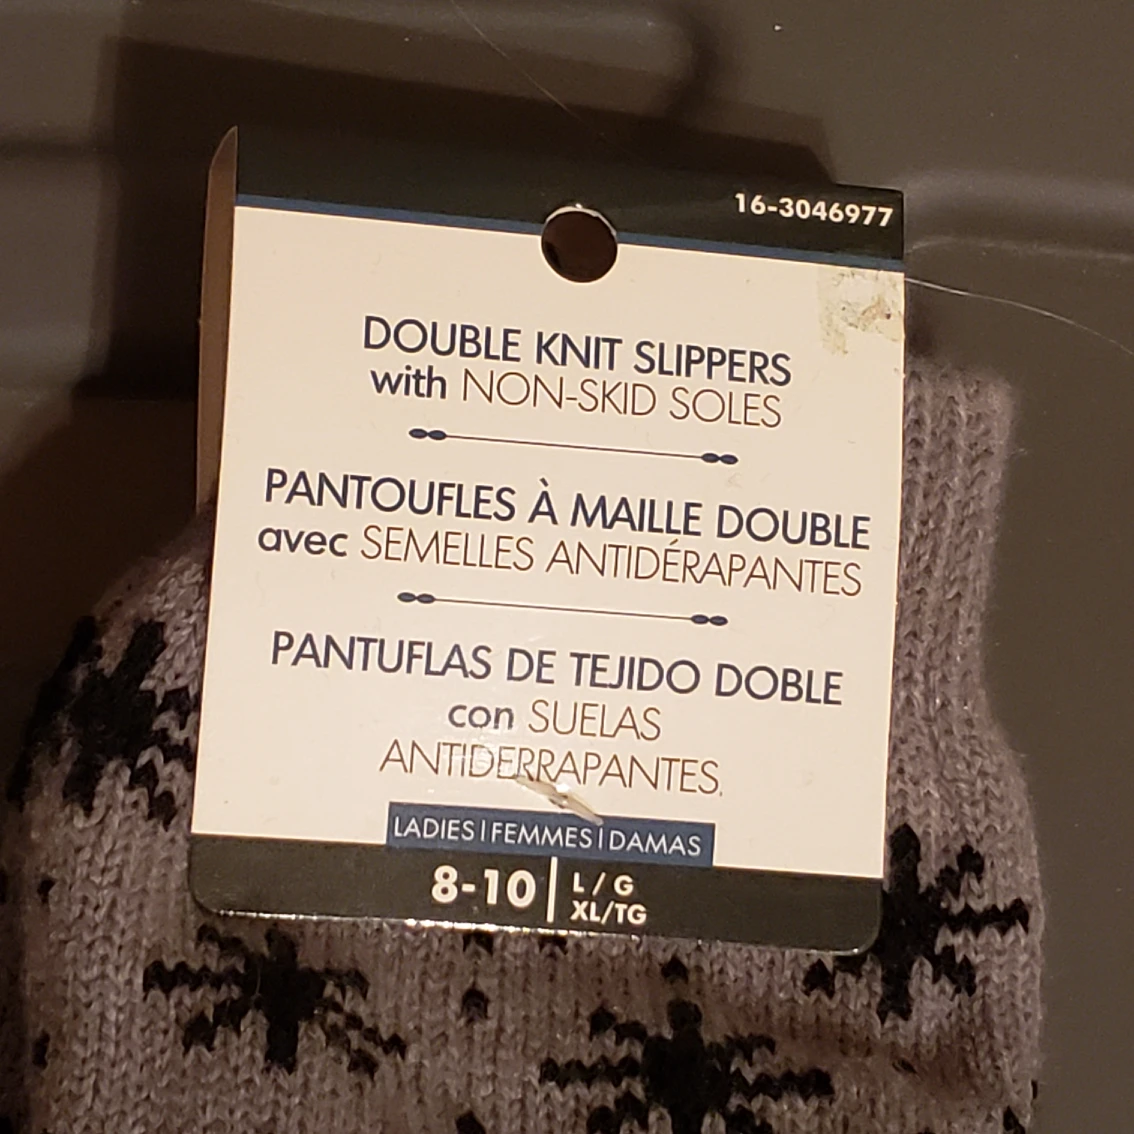 16-3046977
DOUBLE KNIT SLIPPERS
with NON-SKID SOLES
PANTOUFLES À MAILLE DOUBLE
avec SEMELLES ANTIDÉRAPANTES
PANTUFLAS DE TEJIDO DOBLE
con SUELAS
ANTIDERRAPANTES.
LADIES | FEMMES | DAMAS
8-10 | L / G
XL/TG